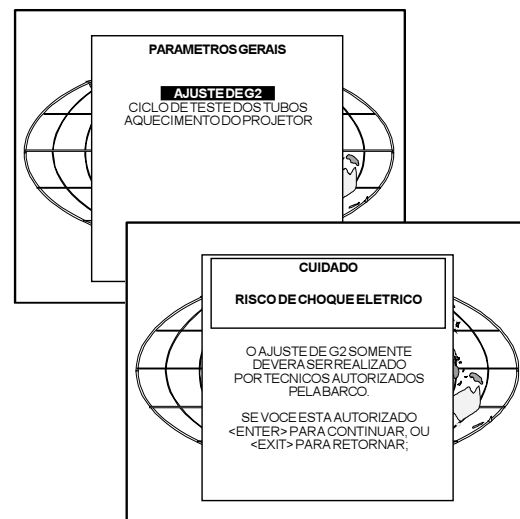 PARAMETROS GERAIS
AJUSTE DE G2
CICLO DE TESTE DOS TUBOS
AQUECIMENTO DO PROJETOR
CUIDADO
RISCO DE CHOQUE ELETRICO
O AJUSTE DE G2 SOMENTE
DEVERA SER REALIZADO
POR TECNICOS AUTORIZADOS
PELA BARCO.
SE VOCE ESTA AUTORIZADO
<ENTER> PARA CONTINUAR, OU
<EXIT> PARA RETORNAR;